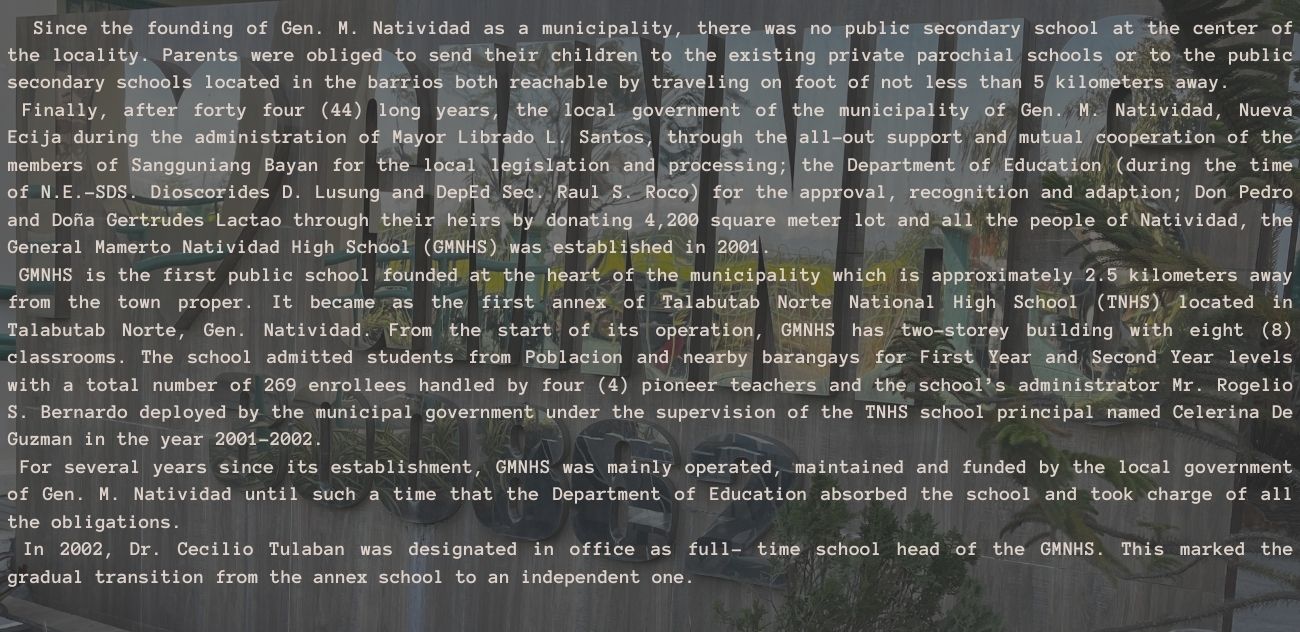 Since the founding of Gen. M. Natividad as a municipality, there was no public secondary school at the center of
the locality. Parents were obliged to send their children to the existing private parochial schools or to the public
secondary schools located in the barrios both reachable by traveling on foot of not less than 5 kilometers away.
Finally, after forty four (44) long years, the local government of the municipality of Gen. M. Natividad, Nueva
Ecija during the administration of Mayor Librado L. Santos, through the all-out support and mutual cooperation of the
members of Sangguniang Bayan for the local legislation and processing; the Department of Education (during the time
of N.E.-SDS. Dioscorides D. Lusung and DepEd Sec. Raul S. Roco) for the approval, recognition and adaption; Don Pedro
and Doña Gertrudes Lactao through their heirs by donating 4,200 square meter lot and all the people of Natividad, the
General Mamerto Natividad High School (GMNHS) was established in 2001.
GMNHS is the first public school founded at the heart of the municipality which is approximately 2.5 kilometers away
from the town proper. It became as the first annex of Talabutab Norte National High School (TNHS) located in
Talabutab Norte, Gen. Natividad. From the start of its operation, GMNHS has two-storey building with eight (8)
classrooms. The school admitted students from Poblacion and nearby barangays for First Year and Second Year levels
with a total number of 269 enrollees handled by four (4) pioneer teachers and the school's administrator Mr. Rogelio
S. Bernardo deployed by the municipal government under the supervision of the TNHS school principal named Celerina De
Guzman in the year 2001-2002.
For several years since its establishment, GMNHS was mainly operated, maintained and funded by the local government
of Gen. M. Natividad until such a time that the Department of Education absorbed the school and took charge of all
the obligations.
In 2002, Dr. Cecilio Tulaban was designated in office as full- time school head of the GMNHS. This marked the
gradual transition from the annex school to an independent one.